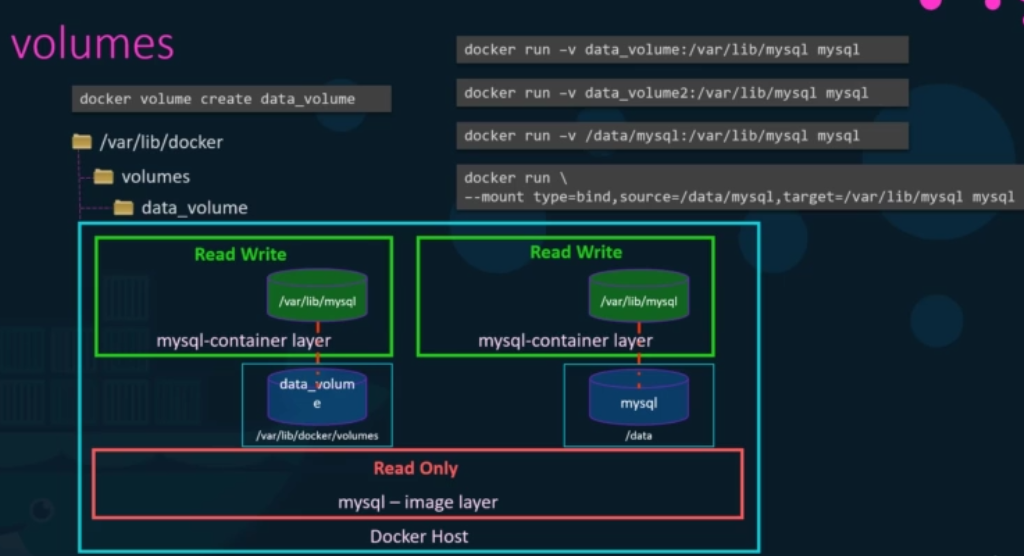 volumes
docker volume create data_volume
/var/lib/docker
volumes
data_volume
docker run –v data_volume:/var/lib/mysql mysql
docker run –v data_volume2:/var/lib/mysql mysql
docker run –v /data/mysql:/var/lib/mysql mysql
docker run \
--mount type=bind,source=/data/mysql,target=/var/lib/mysql mysql
Read Write
/var/lib/mysql
mysql-container layer
data_volum
e
/var/lib/docker/volumes
Read Write
/var/lib/mysql
mysql-container layer
mysql
/data
Read Only
mysql – image layer
Docker Host